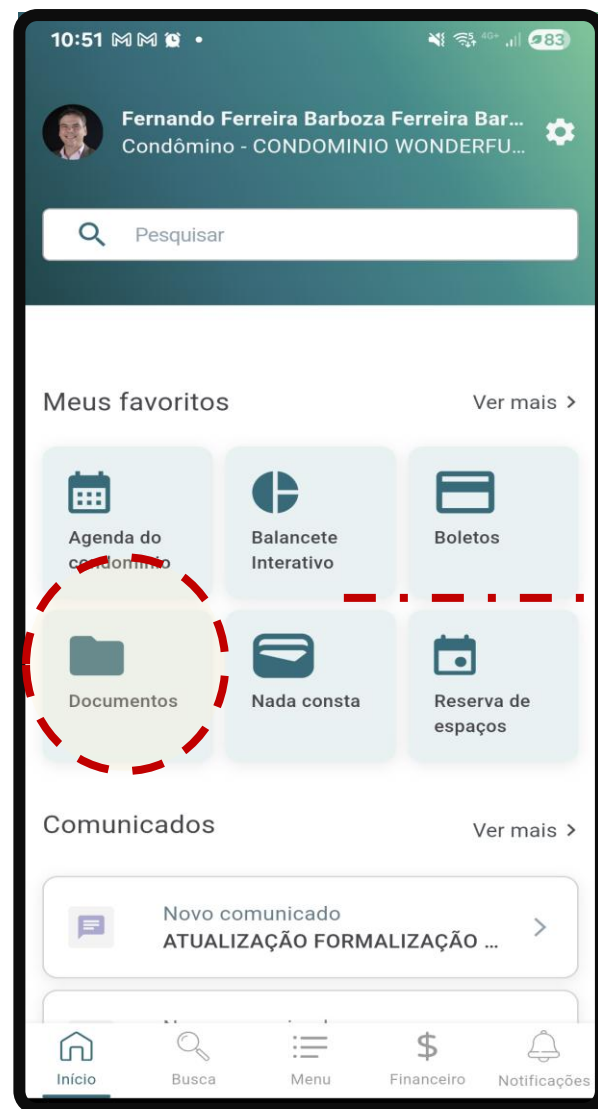 10:51
4G+
83
Fernando Ferreira Barboza Ferreira Bar...
Condômino - CONDOMINIO WONDERFU...
Pesquisar
Meus favoritos
Ver mais >
Agenda do
condomínio
Balancete
Interativo
Boletos
Documentos
Nada consta
Reserva de
espaços
Comunicados
Ver mais >
Novo comunicado
ATUALIZAÇÃO FORMALIZAÇÃO ...
Início
Busca
Menu
Financeiro
Notificações